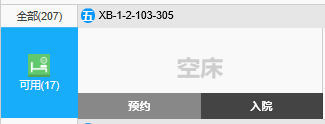 全部(207)
五 XB-1-2-103-305
可用(17)
空床
预约
入院